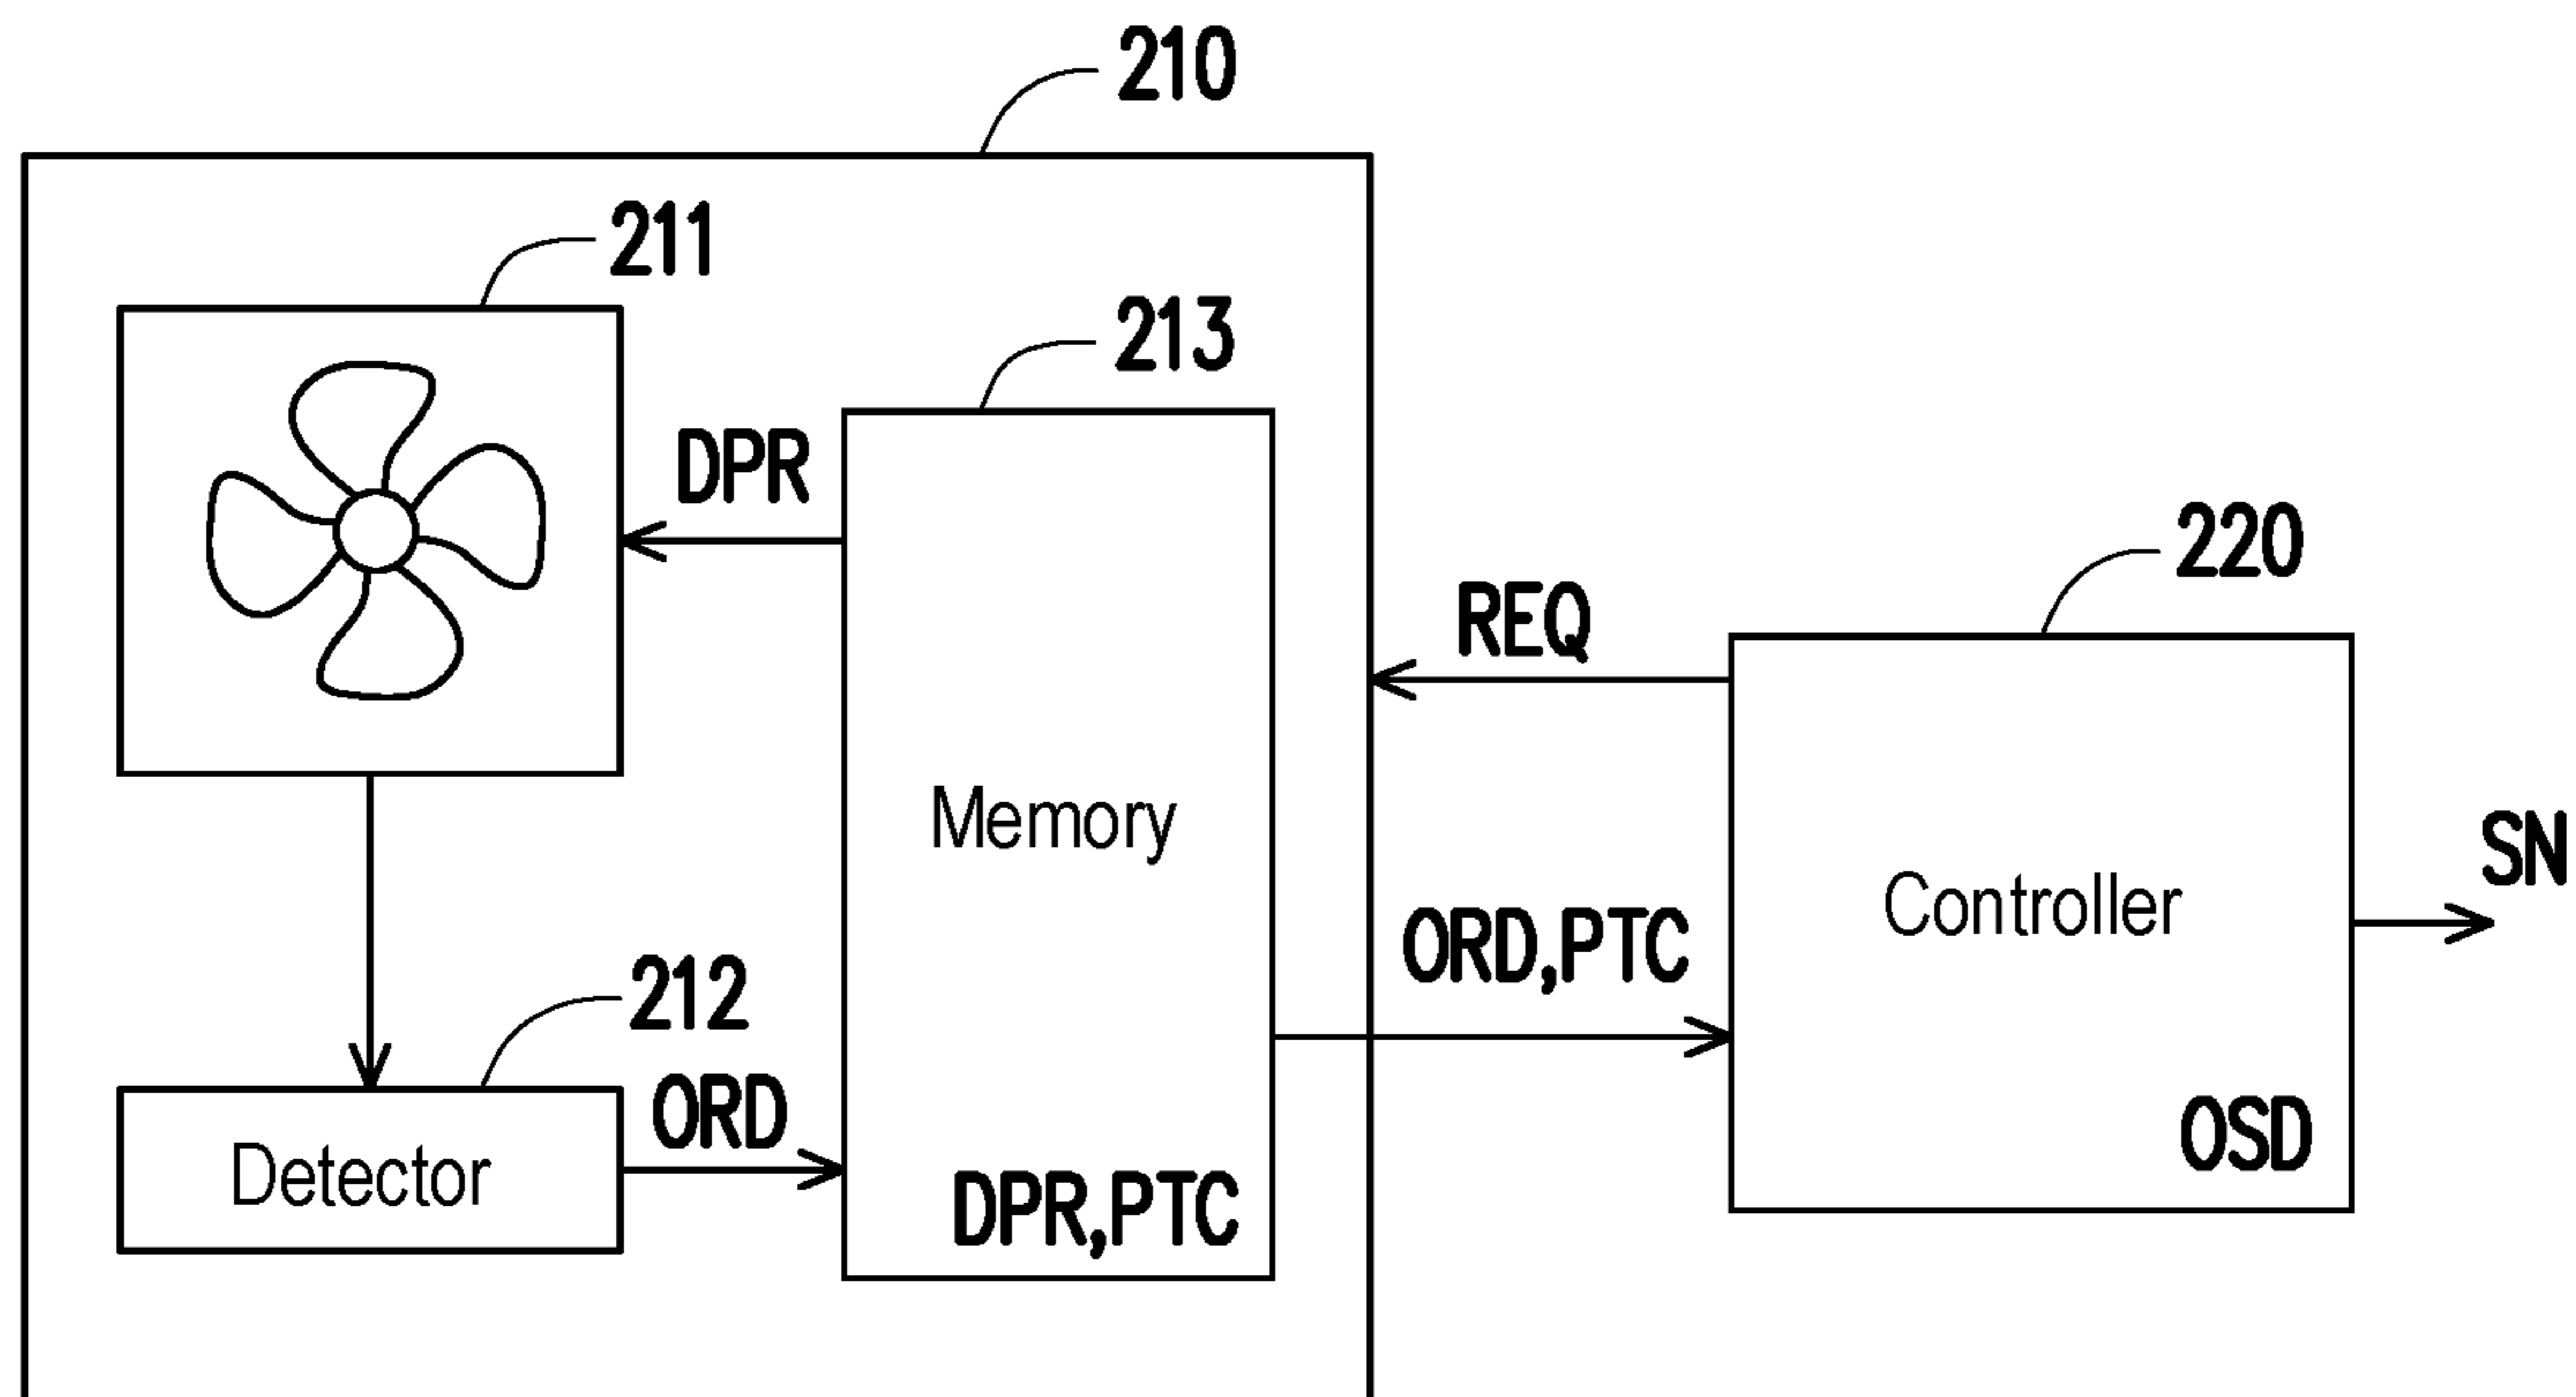 210
211
213
DPR
220
REQ
Memory
SN
Controller
ORD,PTC
212
ORD
OSD
Detector
DPR,PTC